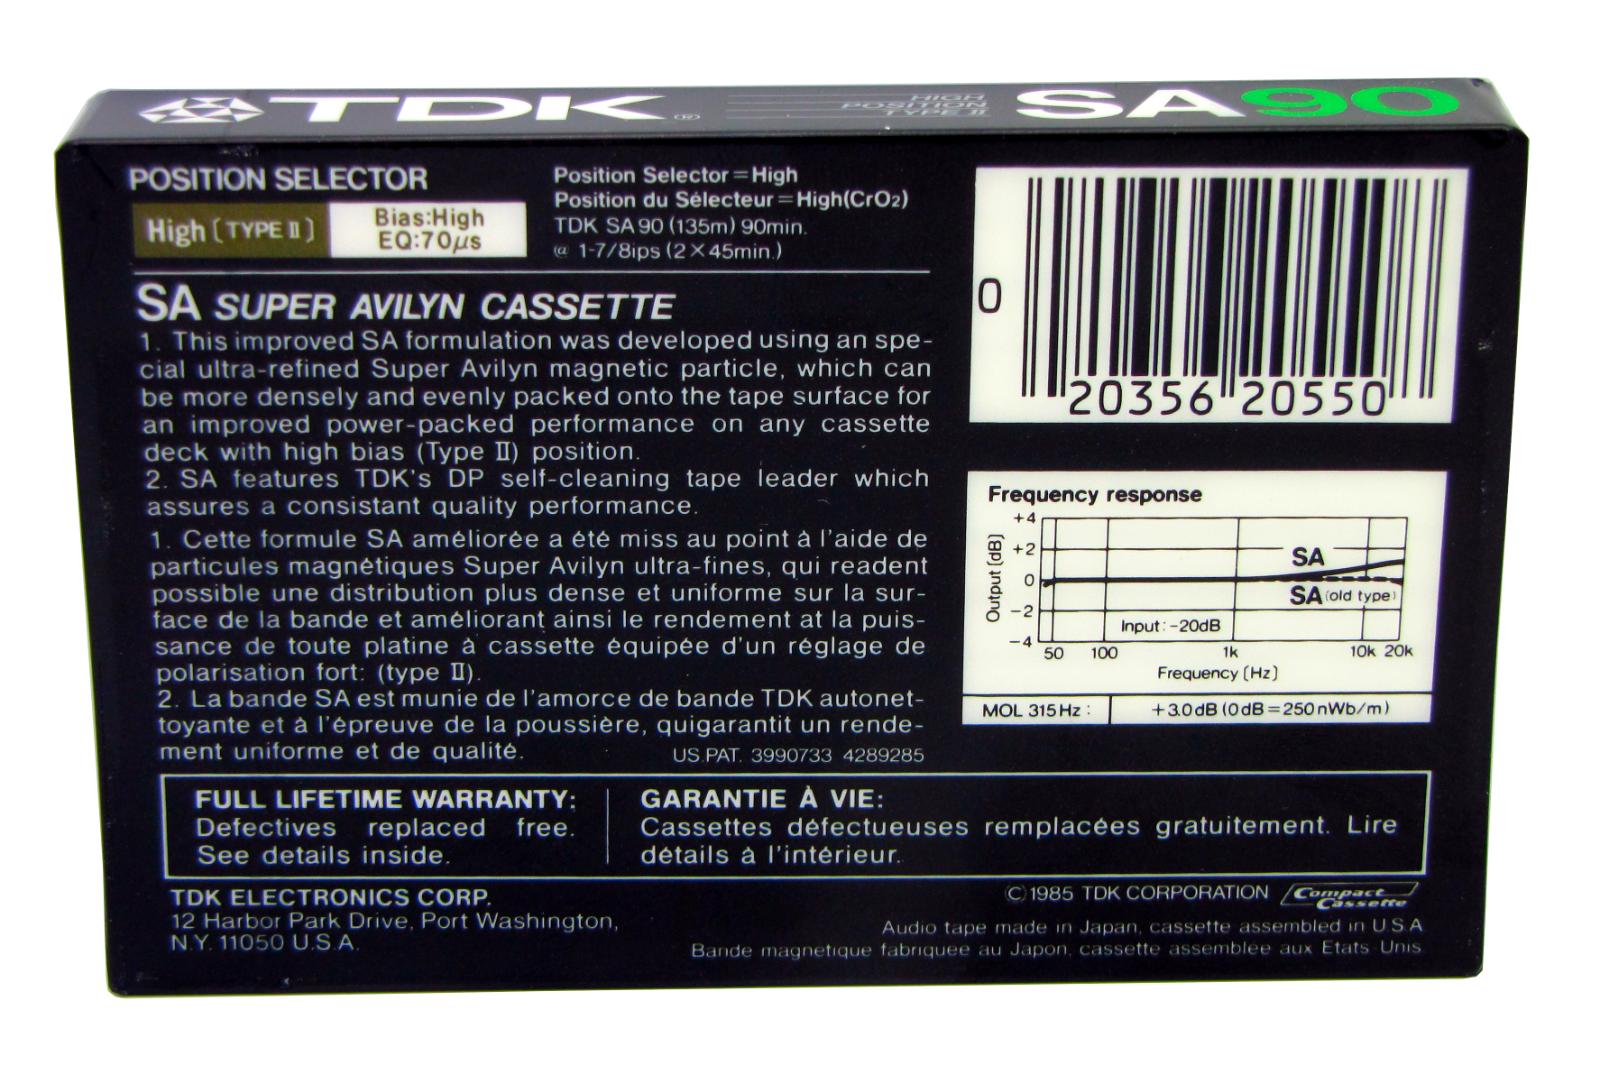 TDK®
HIGH
POSITION
TYPE II
SA90
POSITION SELECTOR
High [TYPE II]
Bias:High
EQ:70μs
Position Selector=High
Position du Sélecteur=High(CrO2)
TDK SA90 (135m) 90min.
@ 1-7/8ips (2×45min.)
SA SUPER AVILYN CASSETTE
1. This improved SA formulation was developed using an spe-
cial ultra-refined Super Avilyn magnetic particle, which can
be more densely and evenly packed onto the tape surface for
an improved power-packed performance on any cassette
deck with high bias (Type II) position.
2. SA features TDK's DP self-cleaning tape leader which
assures a consistant quality performance.
1. Cette formule SA améliorée a été miss au point à l'aide de
particules magnétiques Super Avilyn ultra-fines, qui readent
possible une distribution plus dense et uniforme sur la sur-
face de la bande et améliorant ainsi le rendement at la puis-
sance de toute platine à cassette équipée d'un réglage de
polarisation fort: (type II).
2. La bande SA est munie de l'amorce de bande TDK autonet-
toyante et à l'épreuve de la poussière, quigarantit un rende-
ment uniforme et de qualité.
US.PAT. 3990733 4289285
0 20356 20550
Frequency response
Output [dB]
+4
+2
0
-2
-4
SA
SA (old type)
Input: -20dB
50 100 1k 10k 20k
Frequency [Hz]
MOL 315Hz : +3.0dB (0dB=250nWb/m)
FULL LIFETIME WARRANTY:
Defectives replaced free.
See details inside.
GARANTIE À VIE:
Cassettes défectueuses remplacées gratuitement. Lire
détails à l'intérieur.
TDK ELECTRONICS CORP.
12 Harbor Park Drive, Port Washington,
N.Y. 11050 U.S.A.
©1985 TDK CORPORATION
Compact
Cassette
Audio tape made in Japan, cassette assembled in U.S.A
Bande magnetique fabriquee au Japon, cassette assemblée aux Etats Unis